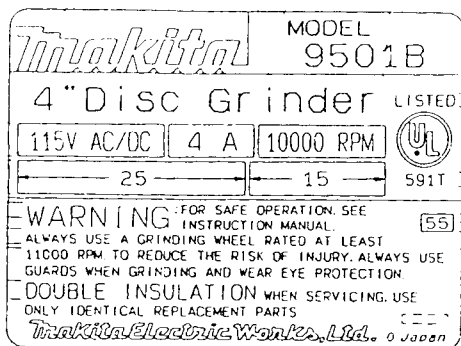 makita
MODEL
9501B
4"Disc Grinder
LISTED
115V AC/DC 4 A 10000 RPM
UL
25 15 591T
WARNING: FOR SAFE OPERATION. SEE
INSTRUCTION MANUAL.
55
ALWAYS USE A GRINDING WHEEL RATED AT LEAST
11000 RPM. TO REDUCE THE RISK OF INJURY. ALWAYS USE
GUARDS WHEN GRINDING AND WEAR EYE PROTECTION.
DOUBLE INSULATION WHEN SERVICING. USE
ONLY IDENTICAL REPLACEMENT PARTS
Makita Electric Works, Ltd. Japan